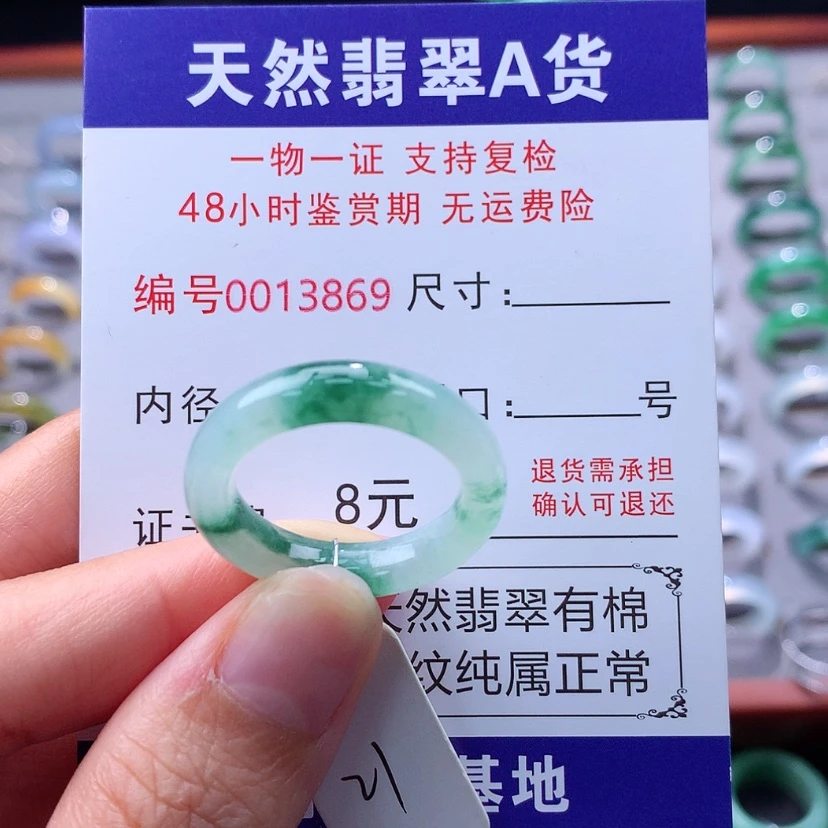 天然翡翠A货
一物一证 支持复检
48小时鉴赏期 无运费险
编号0013869 尺寸:
内径 口: 号
退货需承担
确认可退还
证 8元
然翡翠有棉
纹纯属正常
基地
21